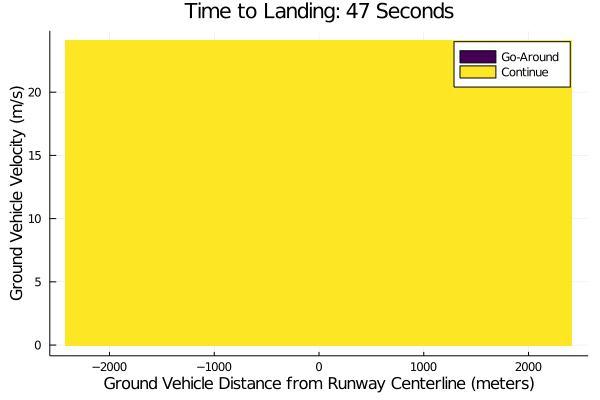 Time to Landing: 47 Seconds
Go-Around
Continue
Ground Vehicle Velocity (m/s)
20
15
10
5
0
−2000 −1000 0 1000 2000
Ground Vehicle Distance from Runway Centerline (meters)